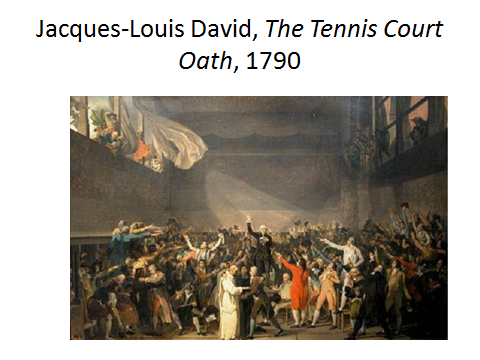 Jacques-Louis David, The Tennis Court
Oath, 1790